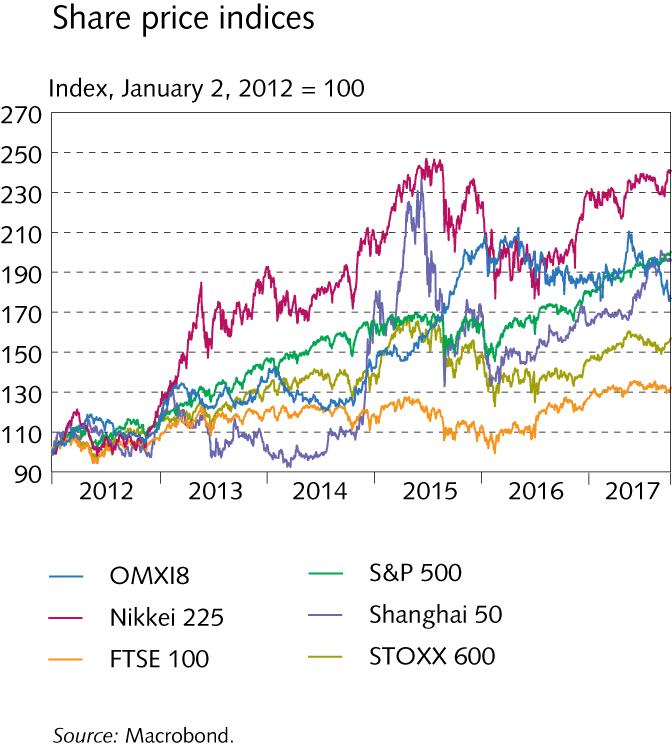 Share price indices
Index, January 2, 2012 = 100
270
250
230
210
190
170
150
130
110
90
2012 2013 2014 2015 2016 2017
OMXI8 S&P 500
Nikkei 225 Shanghai 50
FTSE 100 STOXX 600
Source: Macrobond.